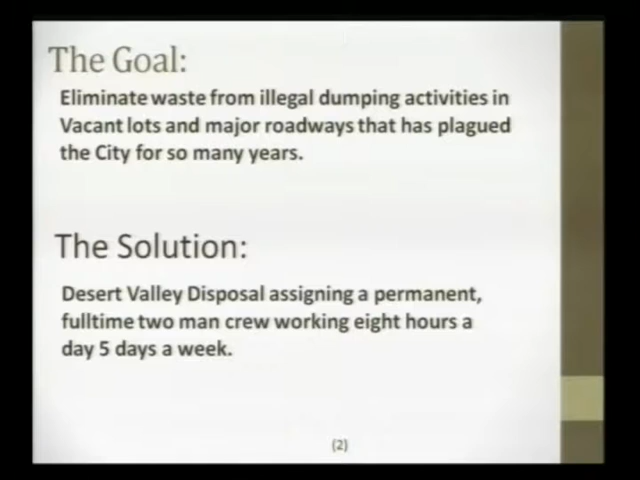 The Goal:
Eliminate waste from illegal dumping activities in
Vacant lots and major roadways that has plagued
the City for so many years.
The Solution:
Desert Valley Disposal assigning a permanent,
fulltime two man crew working eight hours a
day 5 days a week.
(2)